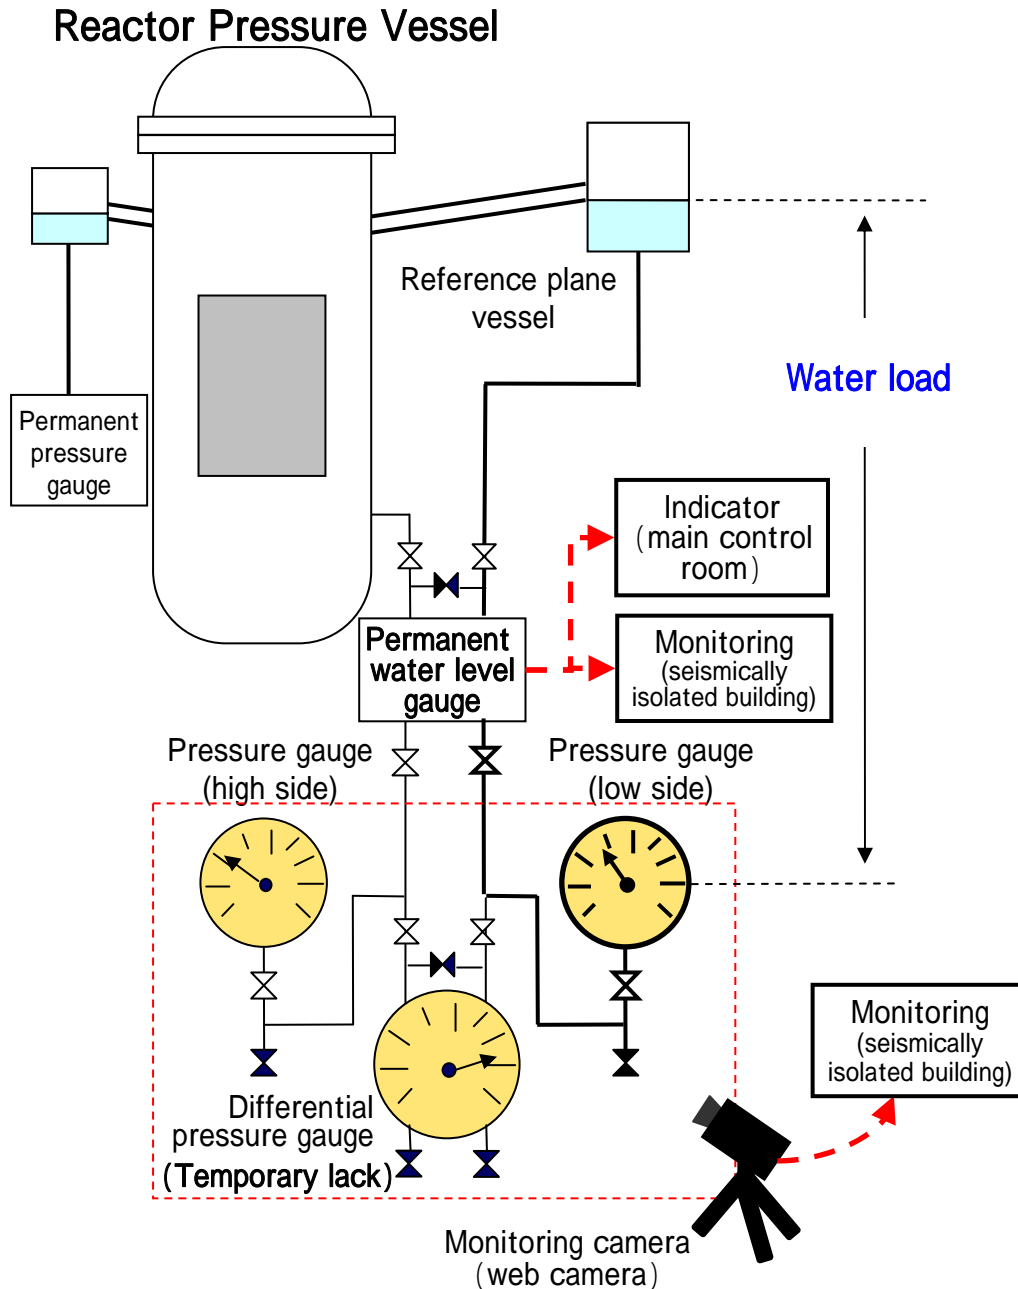 Reactor Pressure Vessel
Reference plane
vessel
Water load
Permanent
pressure
gauge
Indicator
(main control
room)
Permanent
water level
gauge
Monitoring
(seismically
isolated building)
Pressure gauge
(high side)
Pressure gauge
(low side)
Monitoring
(seismically
isolated building)
Differential
pressure gauge
(Temporary lack)
Monitoring camera
(web camera)